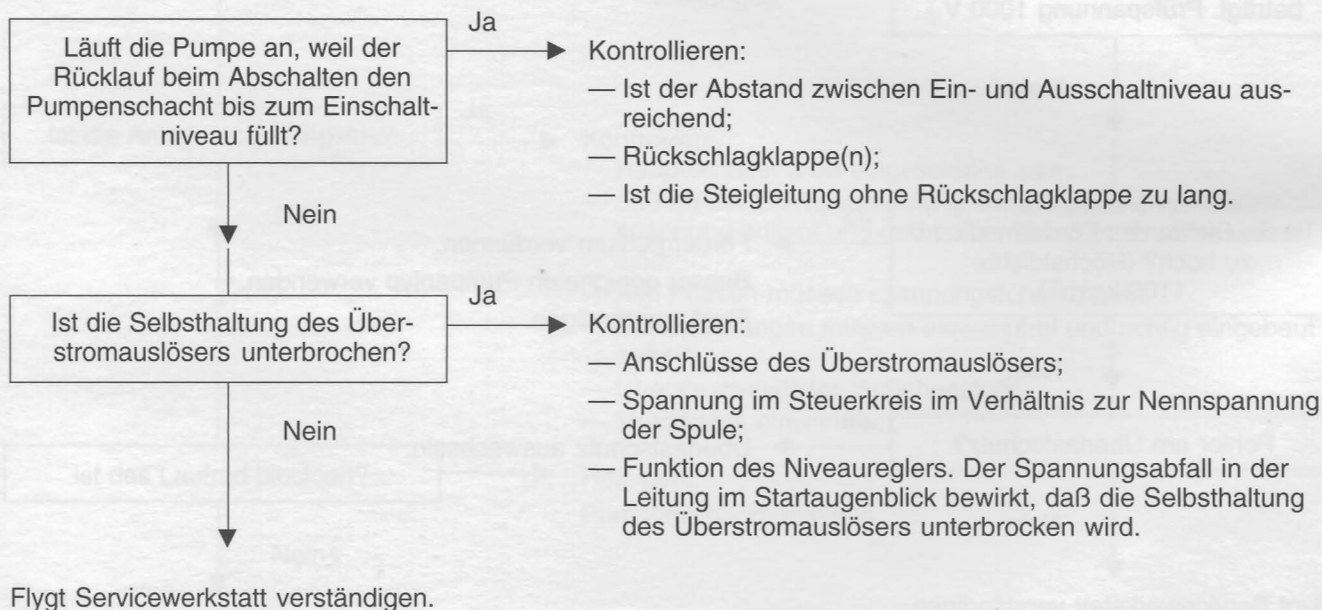 Läuft die Pumpe an, weil der
Rücklauf beim Abschalten den
Pumpenschacht bis zum Einschalt-
niveau füllt?
Ja
Kontrollieren:
— Ist der Abstand zwischen Ein- und Ausschaltniveau aus-
reichend;
— Rückschlagklappe(n);
— Ist die Steigleitung ohne Rückschlagklappe zu lang.
Nein
Ist die Selbsthaltung des Über-
stromauslösers unterbrochen?
Ja
Kontrollieren:
— Anschlüsse des Überstromauslösers;
— Spannung im Steuerkreis im Verhältnis zur Nennspannung
der Spule;
— Funktion des Niveaureglers. Der Spannungsabfall in der
Leitung im Startaugenblick bewirkt, daß die Selbsthaltung
des Überstromauslösers unterbrocken wird.
Nein
Flygt Servicewerkstatt verständigen.